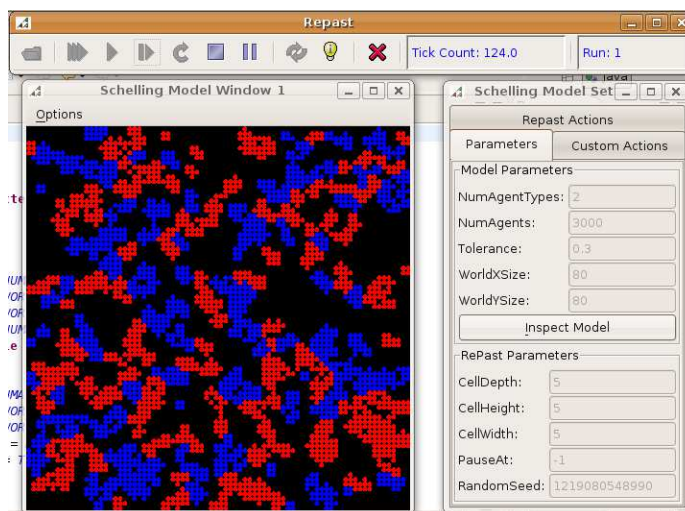 Repast
Tick Count: 124.0
Run: 1
java
Schelling Model Window 1
Options
Schelling Model Set
Repast Actions
Parameters
Custom Actions
Model Parameters
NumAgentTypes: 2
NumAgents: 3000
Tolerance: 0.3
WorldXSize: 80
WorldYSize: 80
Inspect Model
RePast Parameters
CellDepth: 5
CellHeight: 5
CellWidth: 5
PauseAt: -1
RandomSeed: 1219080548990